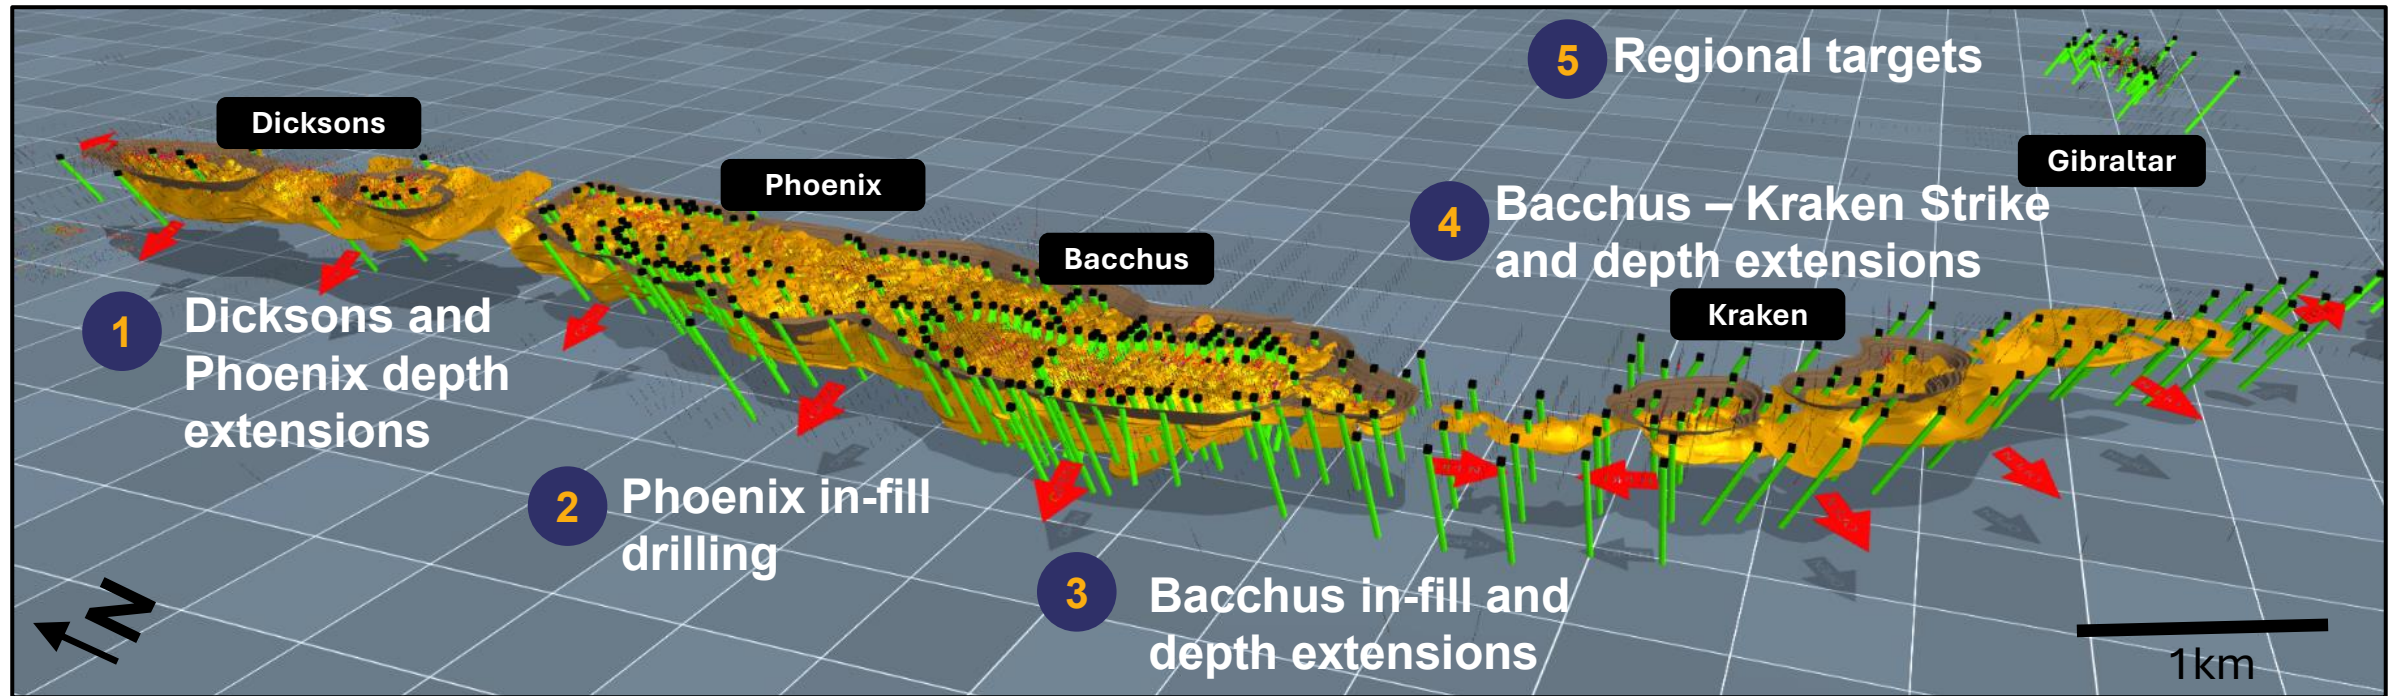 5 Regional targets
Dicksons
Gibraltar
Phoenix
4 Bacchus – Kraken Strike
and depth extensions
Bacchus
Kraken
1 Dicksons and
Phoenix depth
extensions
2 Phoenix in-fill
drilling
3 Bacchus in-fill and
depth extensions
N
1km